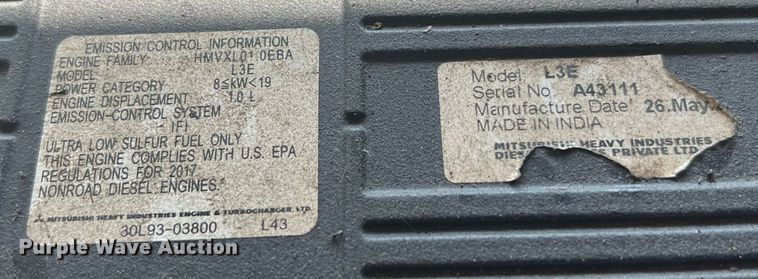 EMISSION CONTROL INFORMATION
ENGINE FAMILY HMVXL01.0EBA
MODEL L3E
POWER CATEGORY 8≤kW<19
ENGINE DISPLACEMENT 1.0 L
EMISSION-CONTROL SYSTEM
IFI
ULTRA LOW SULFUR FUEL ONLY
THIS ENGINE COMPLIES WITH U.S. EPA
REGULATIONS FOR 2017
NONROAD DIESEL ENGINES.
MITSUBISHI HEAVY INDUSTRIES ENGINE & TURBOCHARGER, LTD.
30L93-03800 L43
Model L3E
Serial No. A43111
Manufacture Date 26.May
MADE IN INDIA
MITSUBISHI HEAVY INDUSTRIES
PRIVATE LTD
Purple Wave Auction